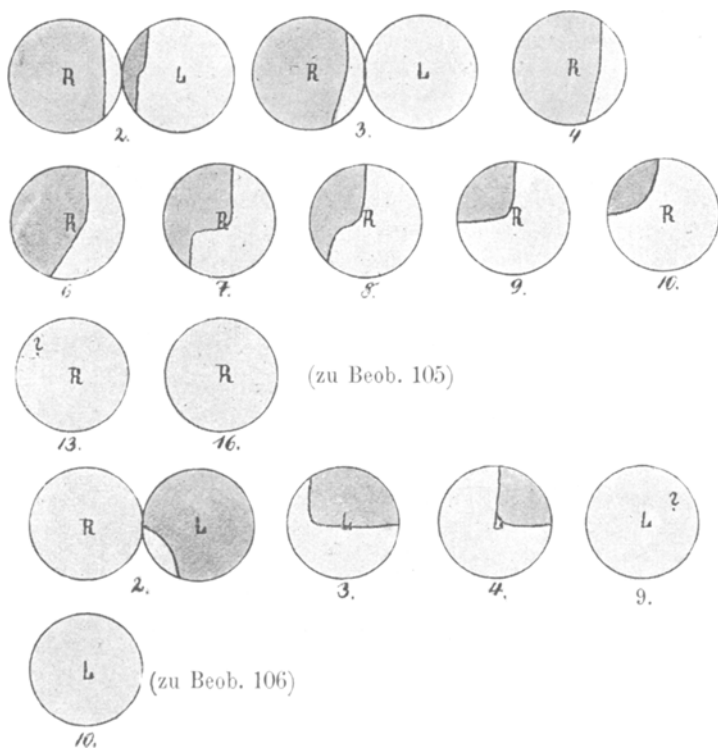 R L R L R
2. 3. 4
R R R R R
6 7. 8. 9. 10.
? R R (zu Beob. 105)
13. 16.
R L L L ? L
2. 3. 4. 9.
L (zu Beob. 106)
10.